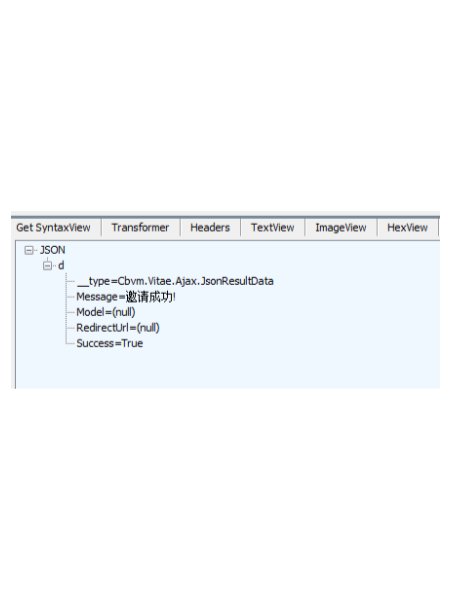 Get SyntaxView Transformer Headers TextView ImageView HexView
JSON
d
__type=Cbvm.Vitae.Ajax.JsonResultData
Message=邀请成功!
Model=(null)
RedirectUrl=(null)
Success=True